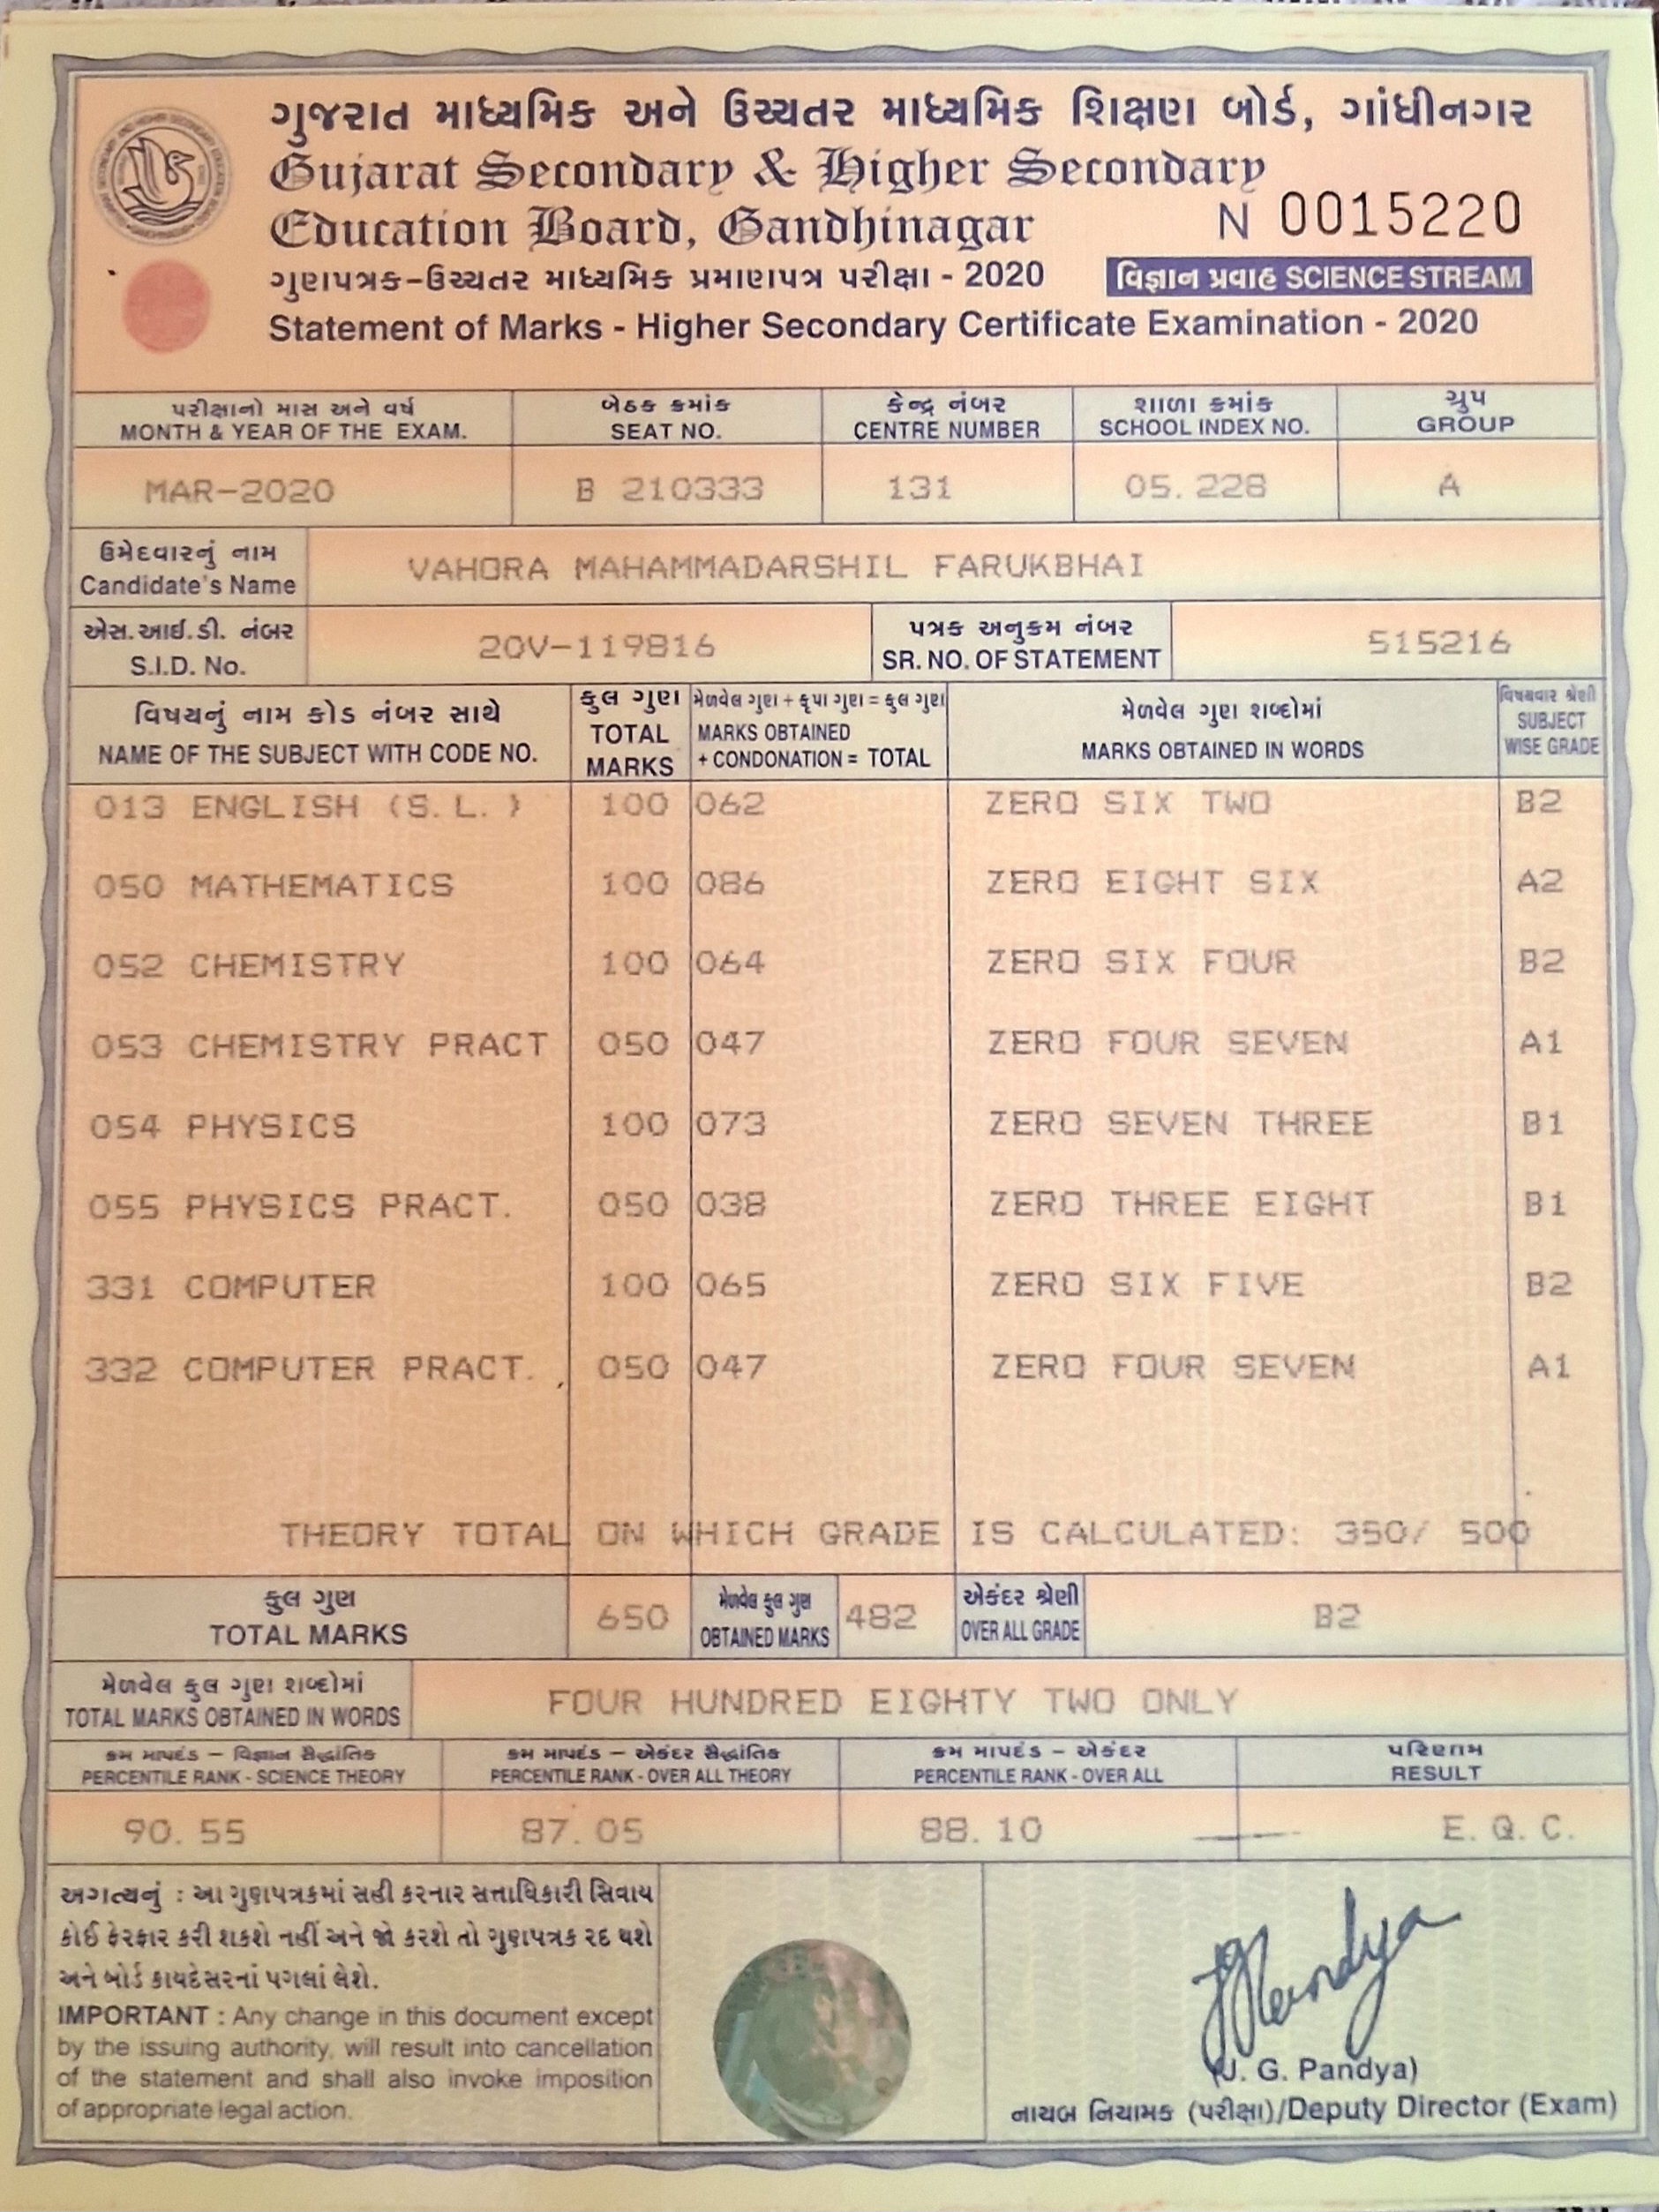 ગુજરાત માધ્યમિક અને ઉચ્ચતર માધ્યમિક શિક્ષણ બોર્ડ, ગાંધીનગર
Gujarat Secondary & Higher Secondary
Education Board, Gandhinagar
N 0015220
ગુણપત્રક-ઉચ્ચતર માધ્યમિક પ્રમાણપત્ર પરીક્ષા - 2020
વિજ્ઞાન પ્રવાહ SCIENCE STREAM
Statement of Marks - Higher Secondary Certificate Examination - 2020
પરીક્ષાનો માસ અને વર્ષ બેઠક ક્રમાંક કેન્દ્ર નંબર શાળા ક્રમાંક ગ્રુપ
MONTH & YEAR OF THE EXAM. SEAT NO. CENTRE NUMBER SCHOOL INDEX NO. GROUP
MAR-2020 B 210333 131 05.228 A
ઉમેદવારનું નામ
Candidate's Name
VAHORA MAHAMMADARSHIL FARUKBHAI
એસ.આઈ.ડી. નંબર
S.I.D. No.
20V-119816
પત્રક અનુક્રમ નંબર
SR. NO. OF STATEMENT
515216
વિષયનું નામ કોડ નંબર સાથે
NAME OF THE SUBJECT WITH CODE NO.
કુલ ગુણ
TOTAL
MARKS
મેળવેલ ગુણ + કૃપા ગુણ = કુલ ગુણ
MARKS OBTAINED
+ CONDONATION = TOTAL
મેળવેલ ગુણ શબ્દોમાં
MARKS OBTAINED IN WORDS
વિષયવાર શ્રેણી
SUBJECT
WISE GRADE
013 ENGLISH (S.L.) 100 062 ZERO SIX TWO B2
050 MATHEMATICS 100 086 ZERO EIGHT SIX A2
052 CHEMISTRY 100 064 ZERO SIX FOUR B2
053 CHEMISTRY PRACT 050 047 ZERO FOUR SEVEN A1
054 PHYSICS 100 073 ZERO SEVEN THREE B1
055 PHYSICS PRACT. 050 038 ZERO THREE EIGHT B1
331 COMPUTER 100 065 ZERO SIX FIVE B2
332 COMPUTER PRACT. 050 047 ZERO FOUR SEVEN A1
THEORY TOTAL ON WHICH GRADE IS CALCULATED: 350/ 500
કુલ ગુણ
TOTAL MARKS
650
મેળવેલ કુલ ગુણ
OBTAINED MARKS
482
એકંદર શ્રેણી
OVER ALL GRADE
B2
મેળવેલ કુલ ગુણ શબ્દોમાં
TOTAL MARKS OBTAINED IN WORDS
FOUR HUNDRED EIGHTY TWO ONLY
ક્રમ માપદંડ – વિજ્ઞાન સૈદ્ધાંતિક ક્રમ માપદંડ – એકંદર સૈદ્ધાંતિક ક્રમ માપદંડ – એકંદર પરિણામ
PERCENTILE RANK - SCIENCE THEORY PERCENTILE RANK - OVER ALL THEORY PERCENTILE RANK - OVER ALL RESULT
90.55 87.05 88.10 E.Q.C.
અગત્યનું : આ ગુણપત્રકમાં સહી કરનાર સત્તાધિકારી સિવાય
કોઈ ફેરફાર કરી શકશે નહીં અને જો કરશે તો ગુણપત્રક રદ થશે
અને બોર્ડ કાયદેસરનાં પગલાં લેશે.
IMPORTANT : Any change in this document except
by the issuing authority, will result into cancellation
of the statement and shall also invoke imposition
of appropriate legal action.
(J. G. Pandya)
નાયબ નિયામક (પરીક્ષા)/Deputy Director (Exam)